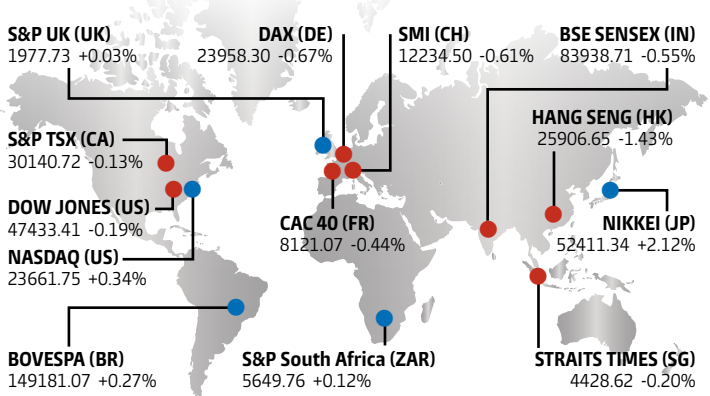 S&P UK (UK)
1977.73 +0.03%
DAX (DE)
23958.30 -0.67%
SMI (CH)
12234.50 -0.61%
BSE SENSEX (IN)
83938.71 -0.55%
HANG SENG (HK)
25906.65 -1.43%
S&P TSX (CA)
30140.72 -0.13%
DOW JONES (US)
47433.41 -0.19%
CAC 40 (FR)
8121.07 -0.44%
NIKKEI (JP)
52411.34 +2.12%
NASDAQ (US)
23661.75 +0.34%
BOVESPA (BR)
149181.07 +0.27%
S&P South Africa (ZAR)
5649.76 +0.12%
STRAITS TIMES (SG)
4428.62 -0.20%